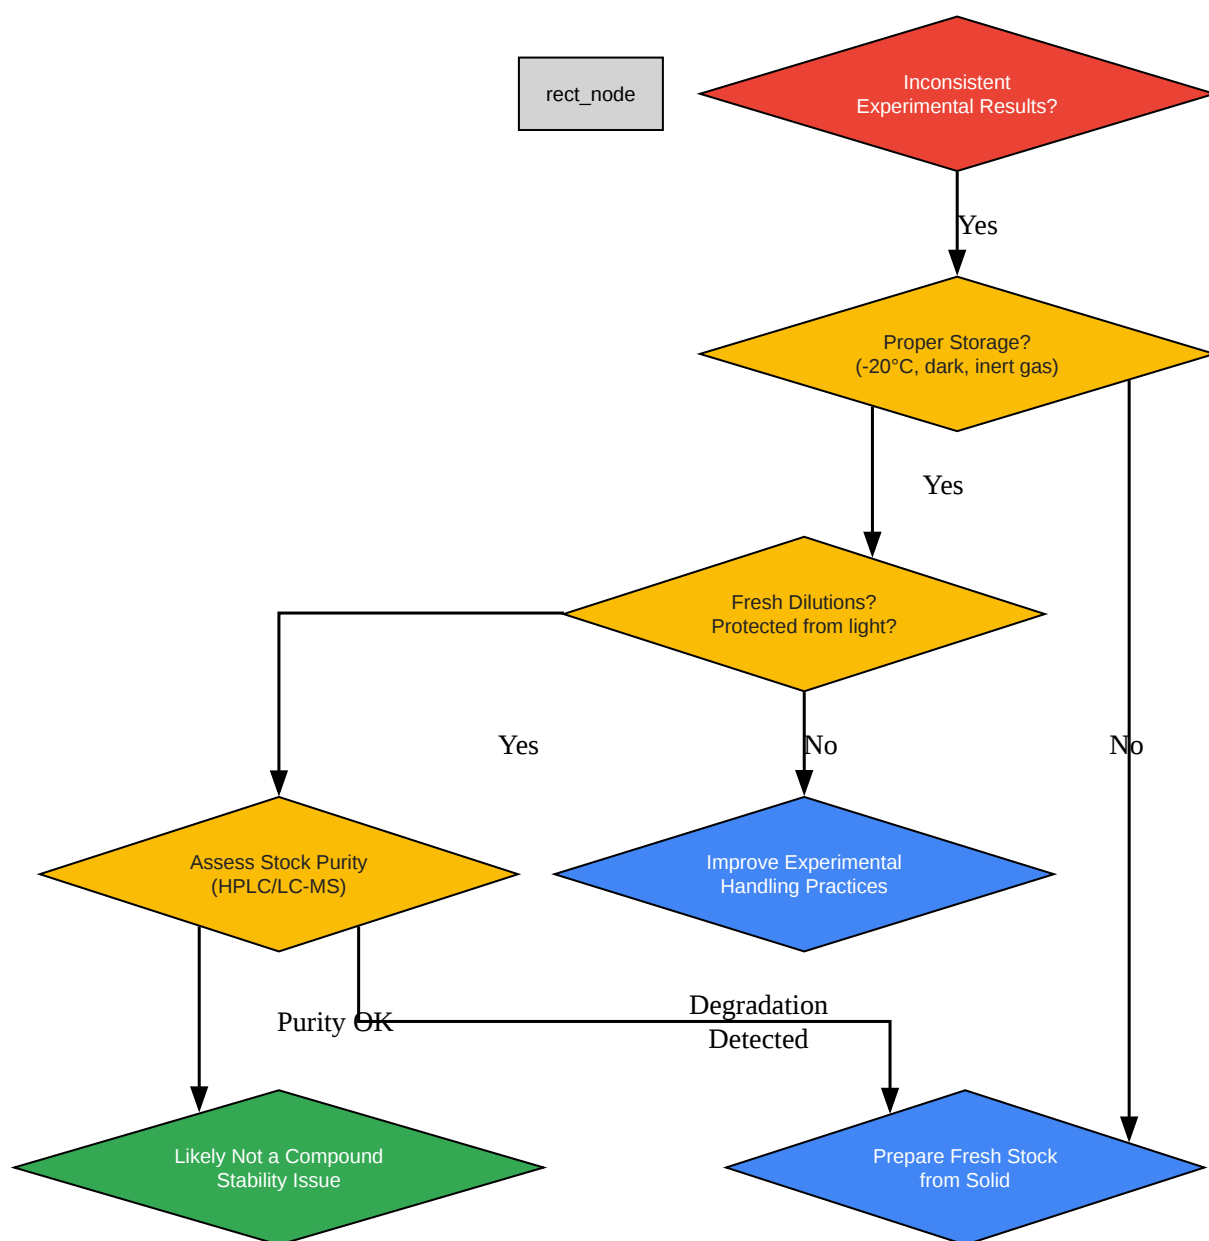 rect_node
Inconsistent
Experimental Results?
Yes
Proper Storage?
(-20°C, dark, inert gas)
Yes
Fresh Dilutions?
Protected from light?
Yes
No
No
Assess Stock Purity
(HPLC/LC-MS)
Improve Experimental
Handling Practices
Purity OK
Degradation
Detected
Likely Not a Compound
Stability Issue
Prepare Fresh Stock
from Solid